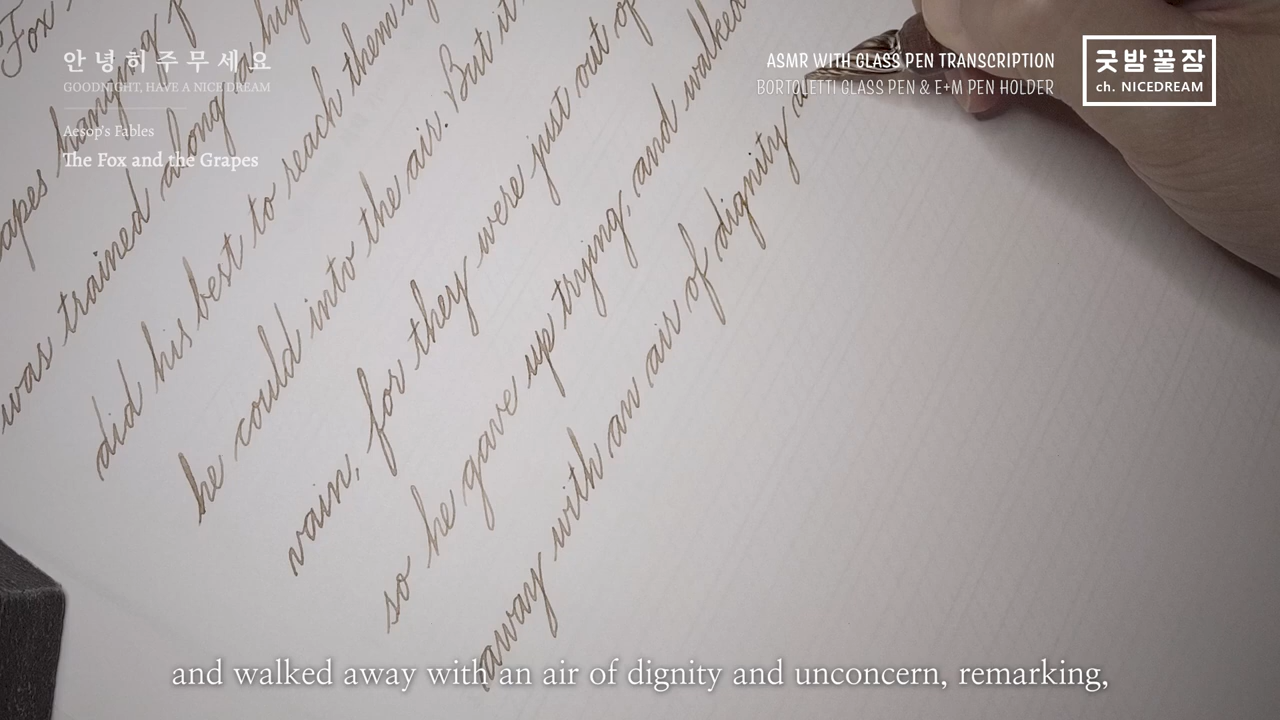 안녕히주무세요
GOODNIGHT, HAVE A NICE DREAM
Aesop's Fables
The Fox and the Grapes
ASMR WITH GLASS PEN TRANSCRIPTION
BORTOLETTI GLASS PEN & E+M PEN HOLDER
굿밤꿀잠
ch. NICEDREAM
Fox
hang
was trained along
did his best to reach them
he could into the air. But it
vain, for they were just out of
so he gave up trying, and walked
away with an air of dignity
and walked away with an air of dignity and unconcern, remarking,